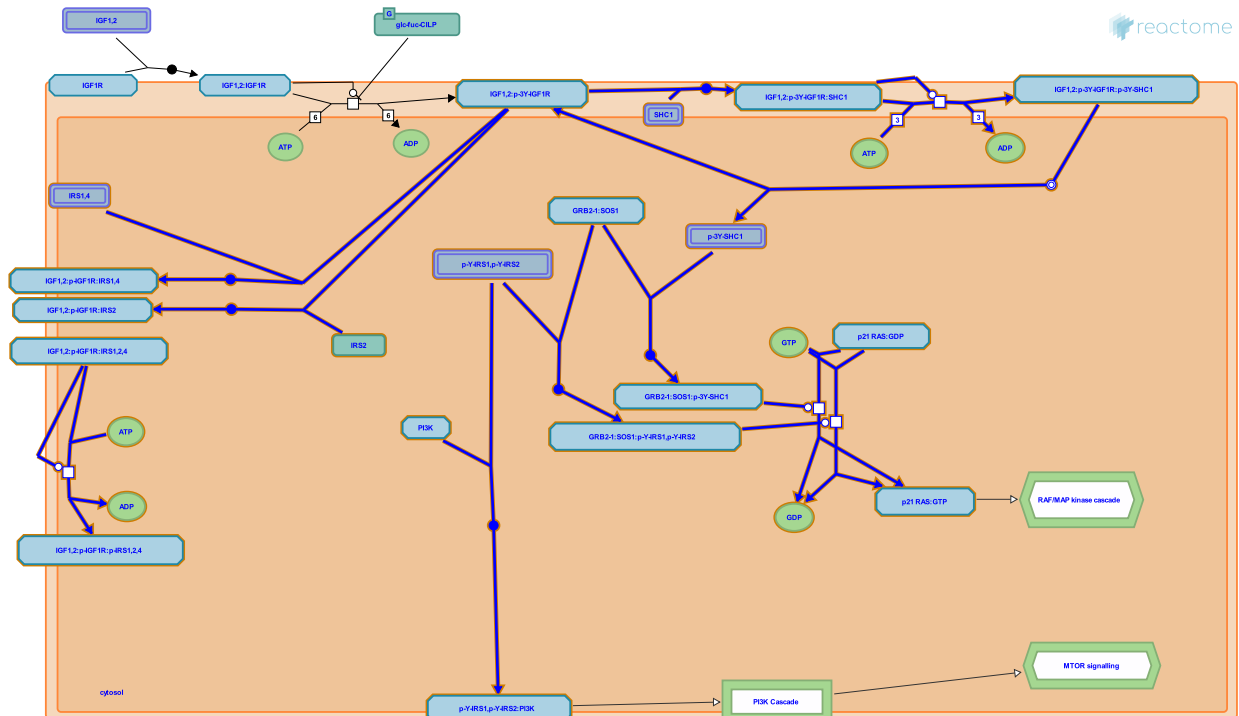 IGF1,2
G
glc-fuc-CILP
reactome
IGF1R
IGF1,2:IGF1R
IGF1,2:p-3Y-IGF1R
IGF1,2:p-3Y-IGF1R:SHC1
IGF1,2:p-3Y-IGF1R:p-3Y-SHC1
SHC1
6
6
3
3
ATP
ADP
ATP
ADP
IRS1,4
GRB2-1:SOS1
p-3Y-SHC1
p-Y-IRS1,p-Y-IRS2
IGF1,2:p-IGF1R:IRS1,4
IGF1,2:p-IGF1R:IRS2
IGF1,2:p-IGF1R:IRS1,2,4
IRS2
GTP
p21 RAS:GDP
GRB2-1:SOS1:p-3Y-SHC1
PI3K
GRB2-1:SOS1:p-Y-IRS1,p-Y-IRS2
ATP
ADP
GDP
p21 RAS:GTP
RAF/MAP kinase cascade
IGF1,2:p-IGF1R:p-IRS1,2,4
MTOR signalling
cytosol
p-Y-IRS1,p-Y-IRS2:PI3K
PI3K Cascade